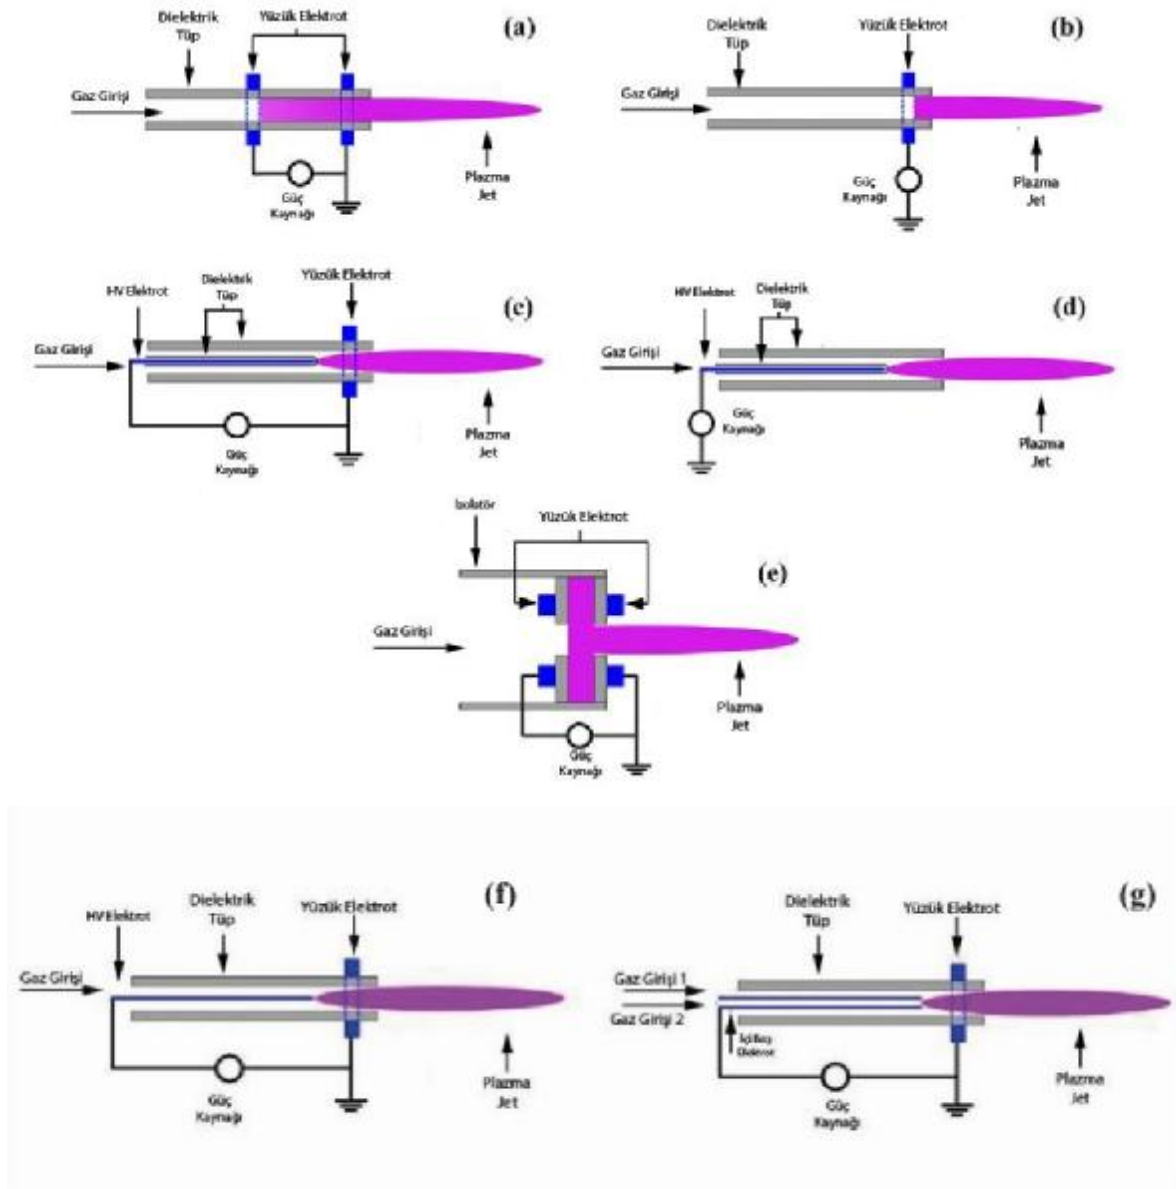 Dielektrik
Tüp
Yüzük Elektrot
(a)
Gaz Girişi
Güç
Kaynağı
Plazma
Jet
Dielektrik
Tüp
Yüzük Elektrot
(b)
Gaz Girişi
Güç
Kaynağı
Plazma
Jet
HV Elektrot
Dielektrik
Tüp
Yüzük Elektrot
(c)
Gaz Girişi
Güç
Kaynağı
Plazma
Jet
HV Elektrot
Dielektrik
Tüp
(d)
Gaz Girişi
Güç
Kaynağı
Plazma
Jet
İzolatör
Yüzük Elektrot
(e)
Gaz Girişi
Güç
Kaynağı
Plazma
Jet
HV Elektrot
Dielektrik
Tüp
Yüzük Elektrot
(f)
Gaz Girişi
Güç
Kaynağı
Plazma
Jet
Dielektrik
Tüp
Yüzük Elektrot
(g)
Gaz Girişi 1
Gaz Girişi 2
İçi Boş
Elektrot
Güç
Kaynağı
Plazma
Jet